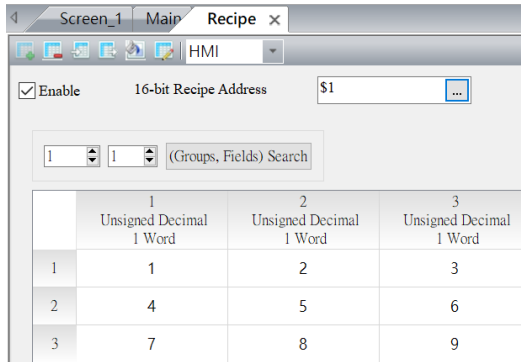 Screen_1 Main Recipe
HMI
Enable 16-bit Recipe Address $1 ...
1 1 (Groups, Fields) Search
1 2 3
Unsigned Decimal Unsigned Decimal Unsigned Decimal
1 Word 1 Word 1 Word
1 1 2 3
2 4 5 6
3 7 8 9